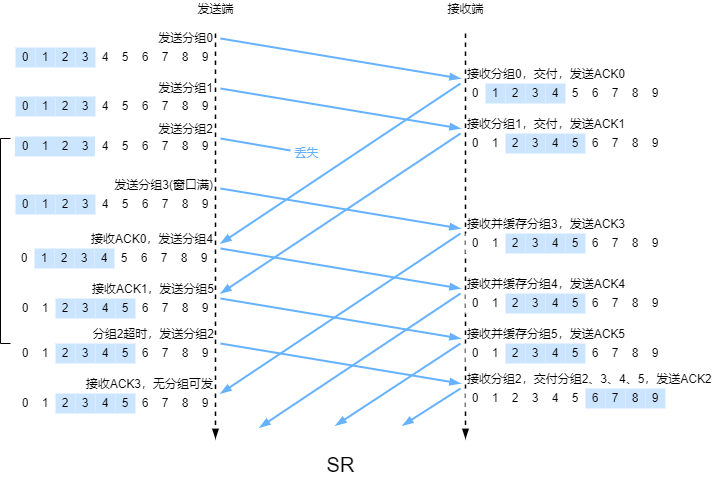 发送端
接收端
发送分组0
0 1 2 3 4 5 6 7 8 9
接收分组0，交付，发送ACK0
0 1 2 3 4 5 6 7 8 9
发送分组1
0 1 2 3 4 5 6 7 8 9
接收分组1，交付，发送ACK1
0 1 2 3 4 5 6 7 8 9
发送分组2
0 1 2 3 4 5 6 7 8 9
丢失
发送分组3(窗口满)
0 1 2 3 4 5 6 7 8 9
接收并缓存分组3，发送ACK3
0 1 2 3 4 5 6 7 8 9
接收ACK0，发送分组4
0 1 2 3 4 5 6 7 8 9
接收并缓存分组4，发送ACK4
0 1 2 3 4 5 6 7 8 9
接收ACK1，发送分组5
0 1 2 3 4 5 6 7 8 9
接收并缓存分组5，发送ACK5
0 1 2 3 4 5 6 7 8 9
分组2超时，发送分组2
0 1 2 3 4 5 6 7 8 9
接收分组2，交付分组2、3、4、5，发送ACK2
0 1 2 3 4 5 6 7 8 9
接收ACK3，无分组可发
0 1 2 3 4 5 6 7 8 9
SR